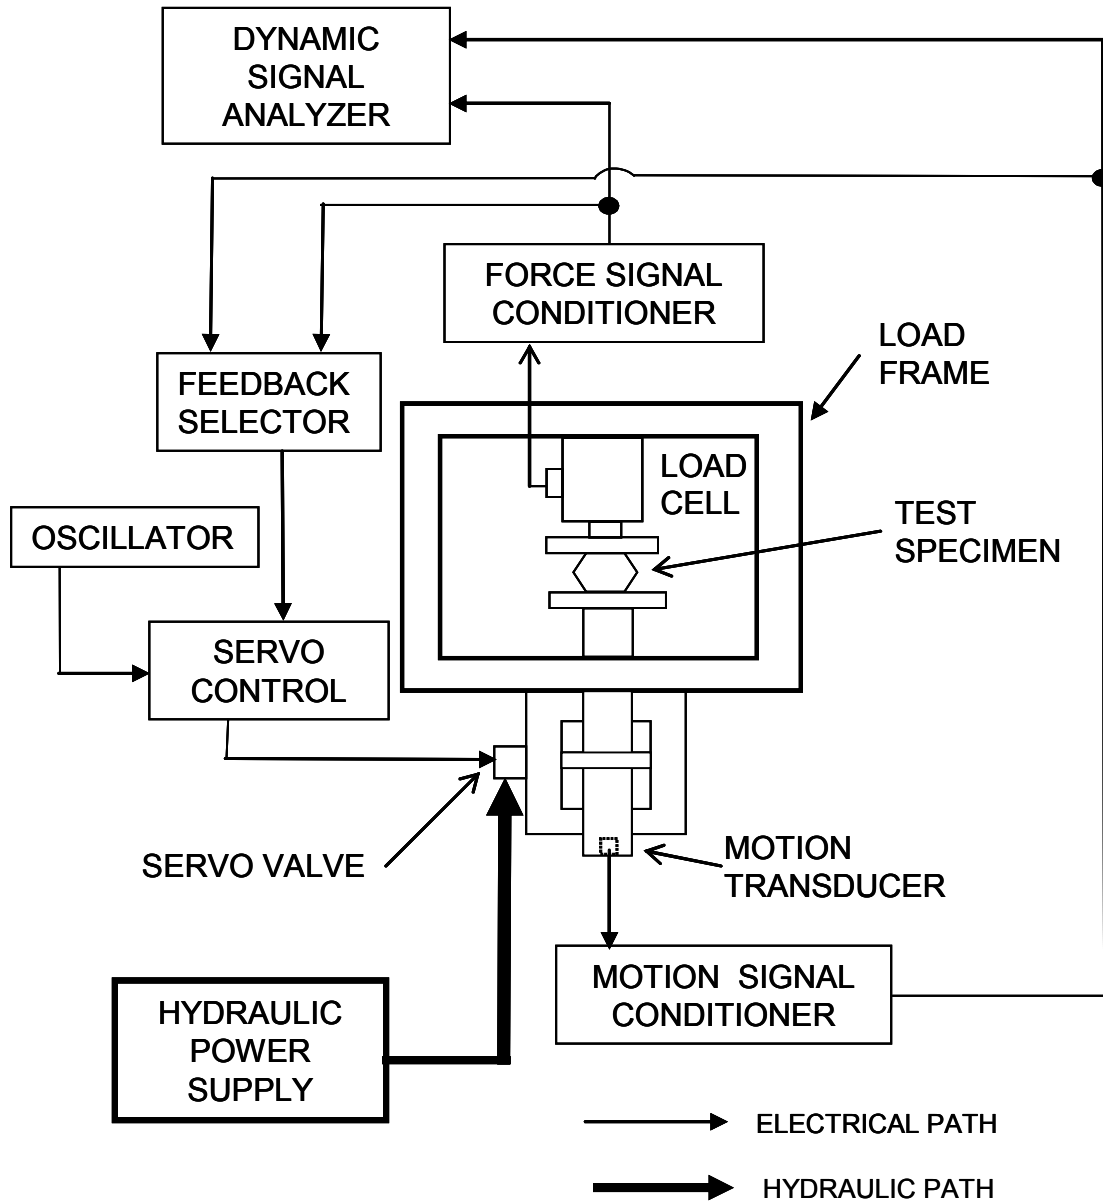 DYNAMIC
SIGNAL
ANALYZER
FORCE SIGNAL
CONDITIONER
LOAD
FRAME
FEEDBACK
SELECTOR
LOAD
CELL
TEST
SPECIMEN
OSCILLATOR
SERVO
CONTROL
SERVO VALVE
MOTION
TRANSDUCER
MOTION SIGNAL
CONDITIONER
HYDRAULIC
POWER
SUPPLY
ELECTRICAL PATH
HYDRAULIC PATH